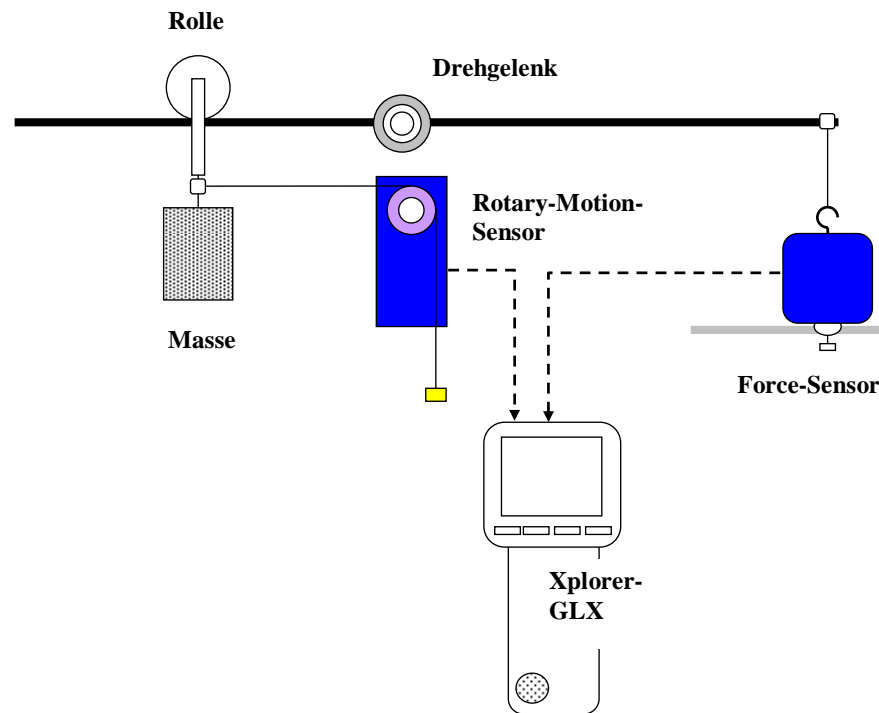 Rolle
Drehgelenk
Rotary-Motion-
Sensor
Masse
Force-Sensor
Xplorer-
GLX